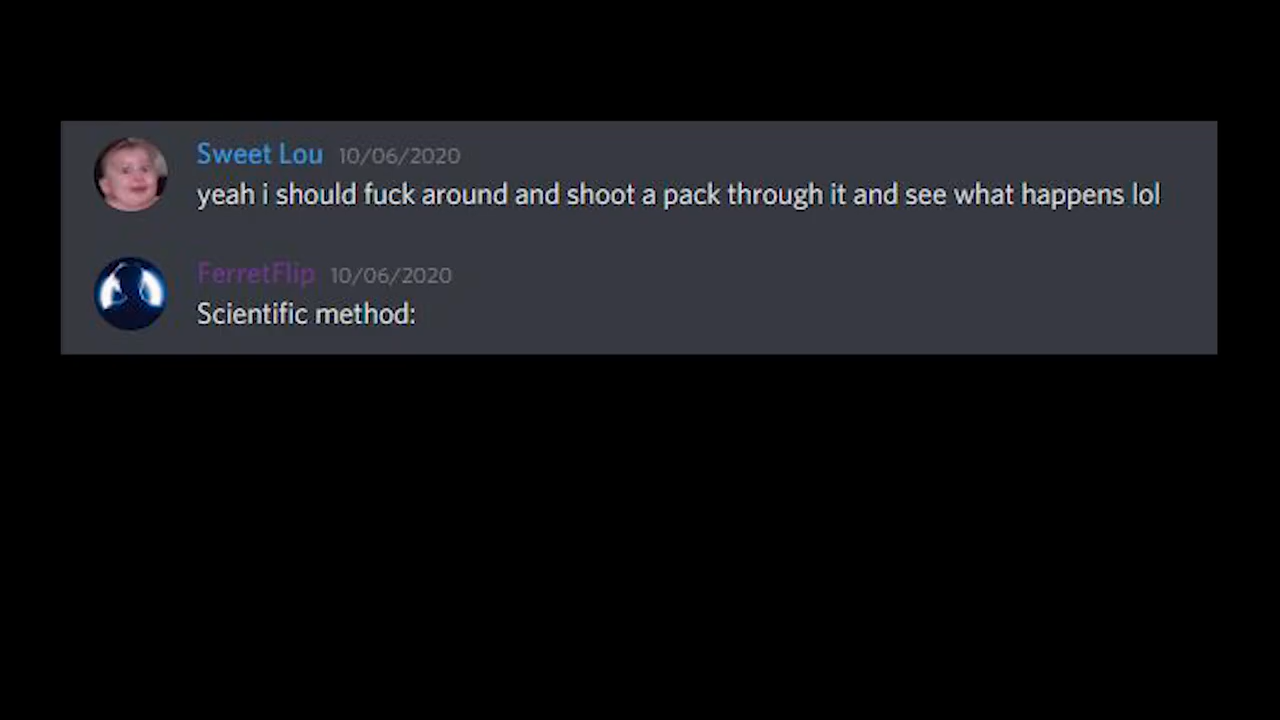 Sweet Lou 10/06/2020
yeah i should fuck around and shoot a pack through it and see what happens lol
FerretFlip 10/06/2020
Scientific method: